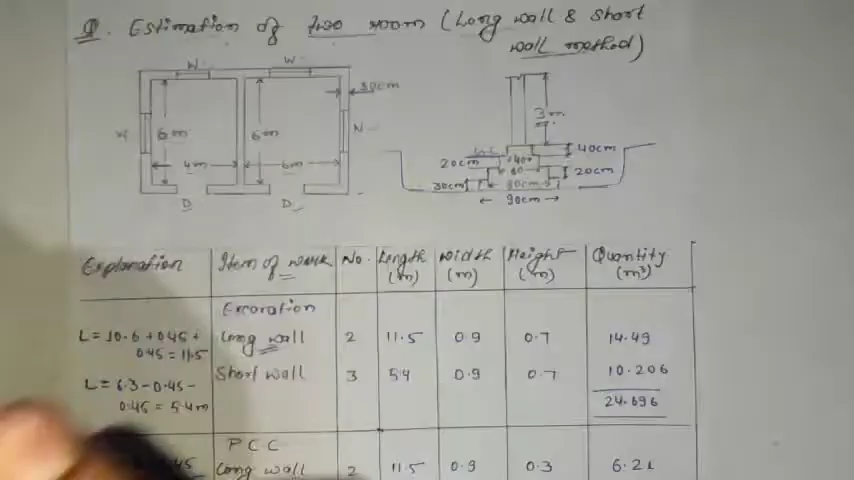 Q. Estimation of two room (Long wall & Short
wall method)
W
W
30cm
3m
6m
6m
N
40cm
20cm
40
60
20cm
4m
6m
30cm
80cm
D
D
90cm
Explanation Item of work No. Length (m) Width (m) Height (m) Quantity (m³)
Excavation
L = 10.6 + 0.45 + Long wall 2 11.5 0.9 0.7 14.49
0.45 = 11.5
Short wall 3 5.4 0.9 0.7 10.206
L = 6.3 - 0.45 -
0.45 = 5.4m 24.696
PCC
Long wall 2 11.5 0.9 0.3 6.21